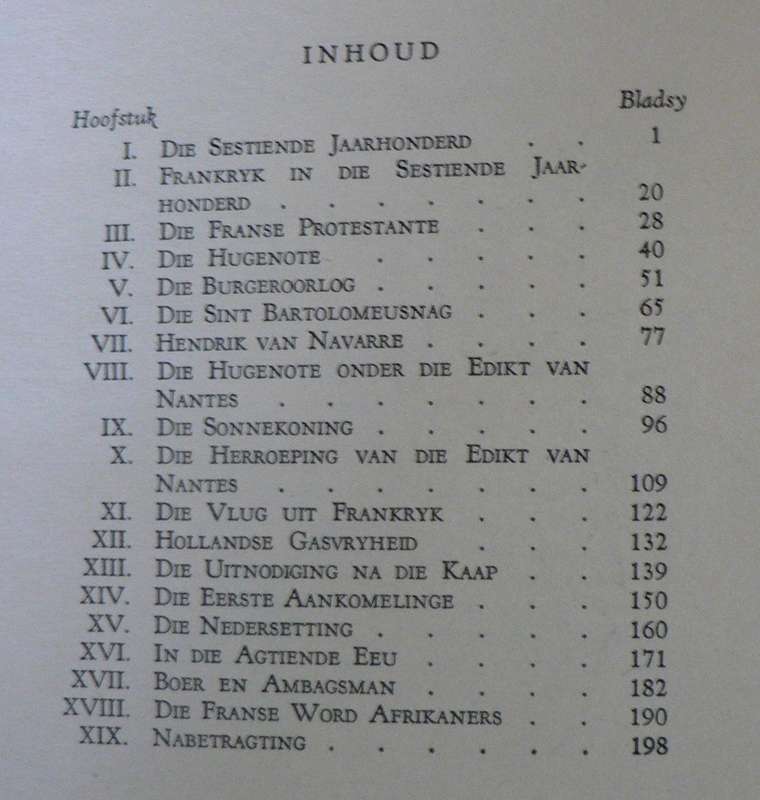 INHOUD
Hoofstuk Bladsy
I. Die Sestiende Jaarhonderd . . 1
II. Frankryk in die Sestiende Jaar-
honderd . . . . . . . 20
III. Die Franse Protestante . . . 28
IV. Die Hugenote . . . . . 40
V. Die Burgeroorlog . . . . . 51
VI. Die Sint Bartolomeusnag . . . 65
VII. Hendrik van Navarre . . . . 77
VIII. Die Hugenote onder die Edikt van
Nantes . . . . . . . 88
IX. Die Sonnekoning . . . . . 96
X. Die Herroeping van die Edikt van
Nantes . . . . . . . 109
XI. Die Vlug uit Frankryk . . . 122
XII. Hollandse Gasvryheid . . . 132
XIII. Die Uitnodiging na die Kaap . . 139
XIV. Die Eerste Aankomelinge . . . 150
XV. Die Nedersetting . . . . . 160
XVI. In die Agtiende Eeu . . . . 171
XVII. Boer en Ambagsman . . . . 182
XVIII. Die Franse Word Afrikaners . . 190
XIX. Nabetragting . . . . . . 198